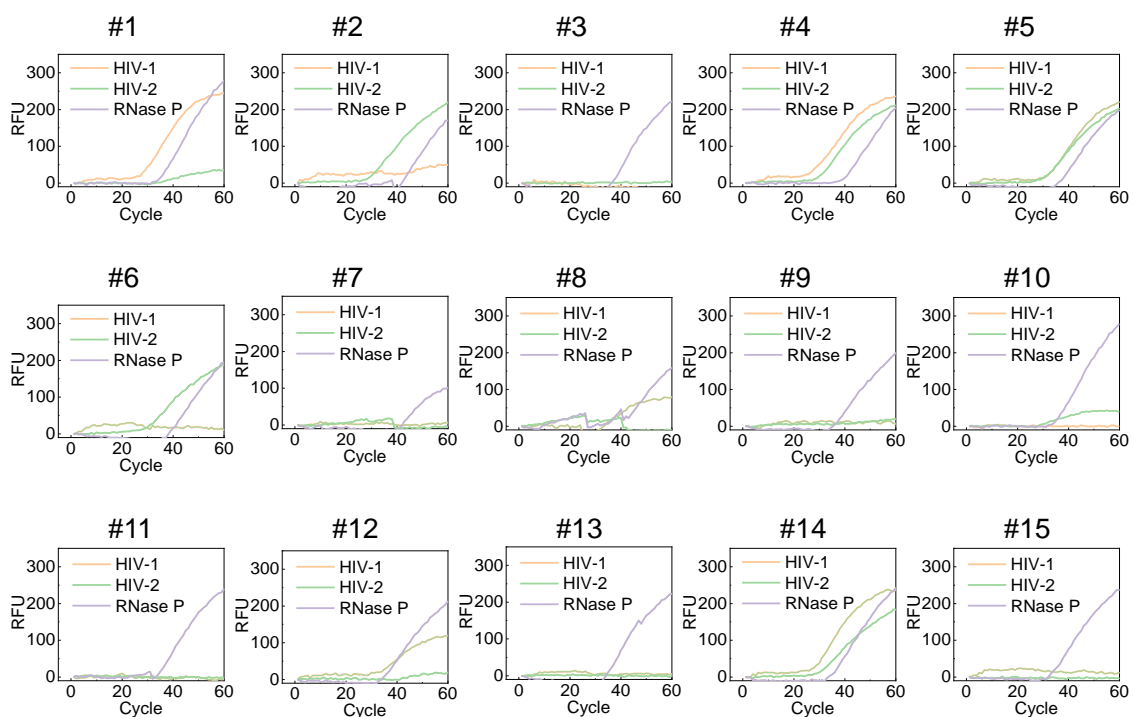 #1 #2 #3 #4 #5
300 HIV-1 300 HIV-1 300 HIV-1 300 HIV-1 300 HIV-1
HIV-2 HIV-2 HIV-2 HIV-2 HIV-2
200 RNase P 200 RNase P 200 RNase P 200 RNase P 200 RNase P
RFU RFU RFU RFU RFU
100 100 100 100 100
0 0 0 0 0
0 20 40 60 0 20 40 60 0 20 40 60 0 20 40 60 0 20 40 60
Cycle Cycle Cycle Cycle Cycle
#6 #7 #8 #9 #10
300 HIV-1 300 HIV-1 300 HIV-1 300 HIV-1 300 HIV-1
HIV-2 HIV-2 HIV-2 HIV-2 HIV-2
200 RNase P 200 RNase P 200 RNase P 200 RNase P 200 RNase P
RFU RFU RFU RFU RFU
100 100 100 100 100
0 0 0 0 0
0 20 40 60 0 20 40 60 0 20 40 60 0 20 40 60 0 20 40 60
Cycle Cycle Cycle Cycle Cycle
#11 #12 #13 #14 #15
300 HIV-1 300 HIV-1 300 HIV-1 300 HIV-1 300 HIV-1
HIV-2 HIV-2 HIV-2 HIV-2 HIV-2
200 RNase P 200 RNase P 200 RNase P 200 RNase P 200 RNase P
RFU RFU RFU RFU RFU
100 100 100 100 100
0 0 0 0 0
0 20 40 60 0 20 40 60 0 20 40 60 0 20 40 60 0 20 40 60
Cycle Cycle Cycle Cycle Cycle